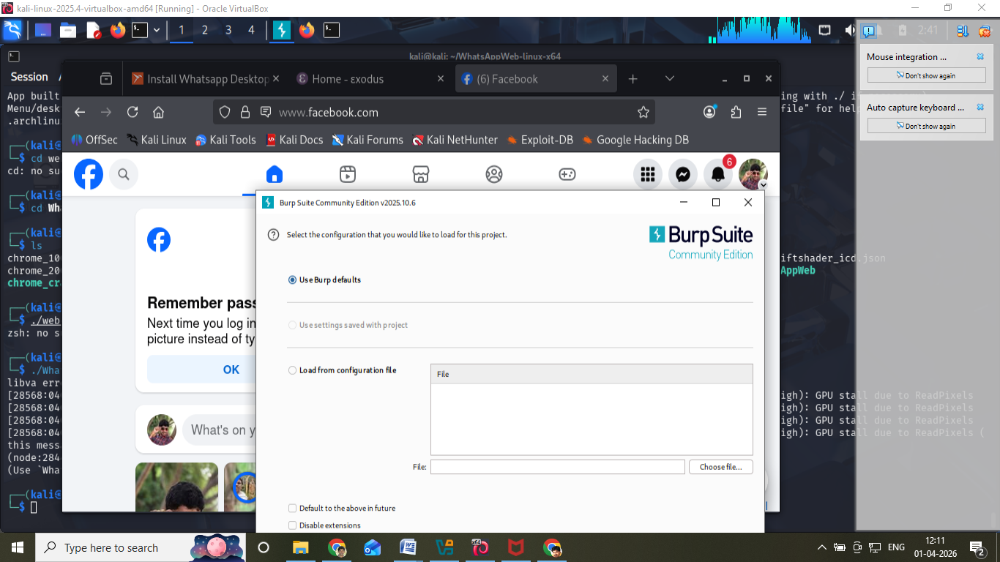 kali-linux-2025.4-virtualbox-amd64 [Running] - Oracle VirtualBox
1 2 3 4
2:41
kali@kali: ~/WhatsAppWeb-linux-x64
Session
Install Whatsapp Desktop
Home - εxodus
(6) Facebook
www.facebook.com
OffSec
Kali Linux
Kali Tools
Kali Docs
Kali Forums
Kali NetHunter
Exploit-DB
Google Hacking DB
6
App built
ing with ./
Menu/desk
file" for help
.archlinu
(kali
$ cd we
cd: no su
(kali
$ cd Wha
(kali
$ ls
chrome_10
iftshader_icd.json
chrome_20
AppWeb
chrome_cr
(kali
$ ./web
zsh: no s
(kali
$ ./Wha
libva err
[28568:04
igh): GPU stall due to ReadPixels
[28568:04
igh): GPU stall due to ReadPixels
[28568:04
igh): GPU stall due to ReadPixels
[28568:04
igh): GPU stall due to ReadPixels (
this mess
(node:284
(Use `Wha
(kali
$
Remember pass
Next time you log in
picture instead of ty
OK
What's on y
Burp Suite Community Edition v2025.10.6
Select the configuration that you would like to load for this project.
Burp Suite
Community Edition
Use Burp defaults
Use settings saved with project
Load from configuration file
File
File:
Choose file...
Default to the above in future
Disable extensions
Mouse integration ...
Don't show again
Auto capture keyboard ...
Don't show again
Type here to search
x64
ENG
12:11
01-04-2026
2